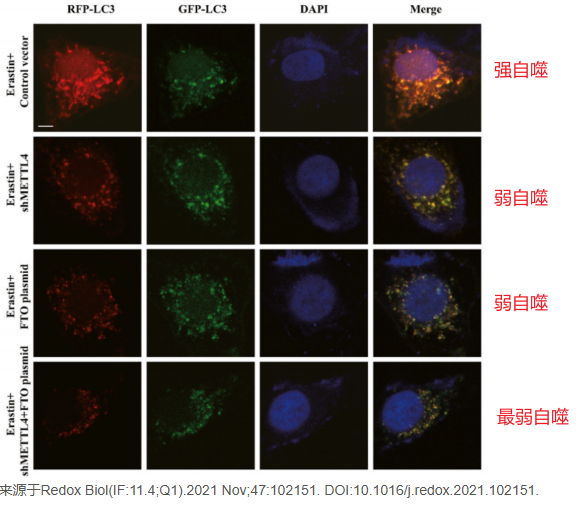 RFP-LC3 GFP-LC3 DAPI Merge
Erastin+
Control vector
强自噬
Erastin+
shMETTL4
弱自噬
Erastin+
FTO plasmid
弱自噬
Erastin+
shMETTL4+FTO plasmid
最弱自噬
来源于Redox Biol(IF:11.4;Q1).2021 Nov;47:102151. DOI:10.1016/j.redox.2021.102151.